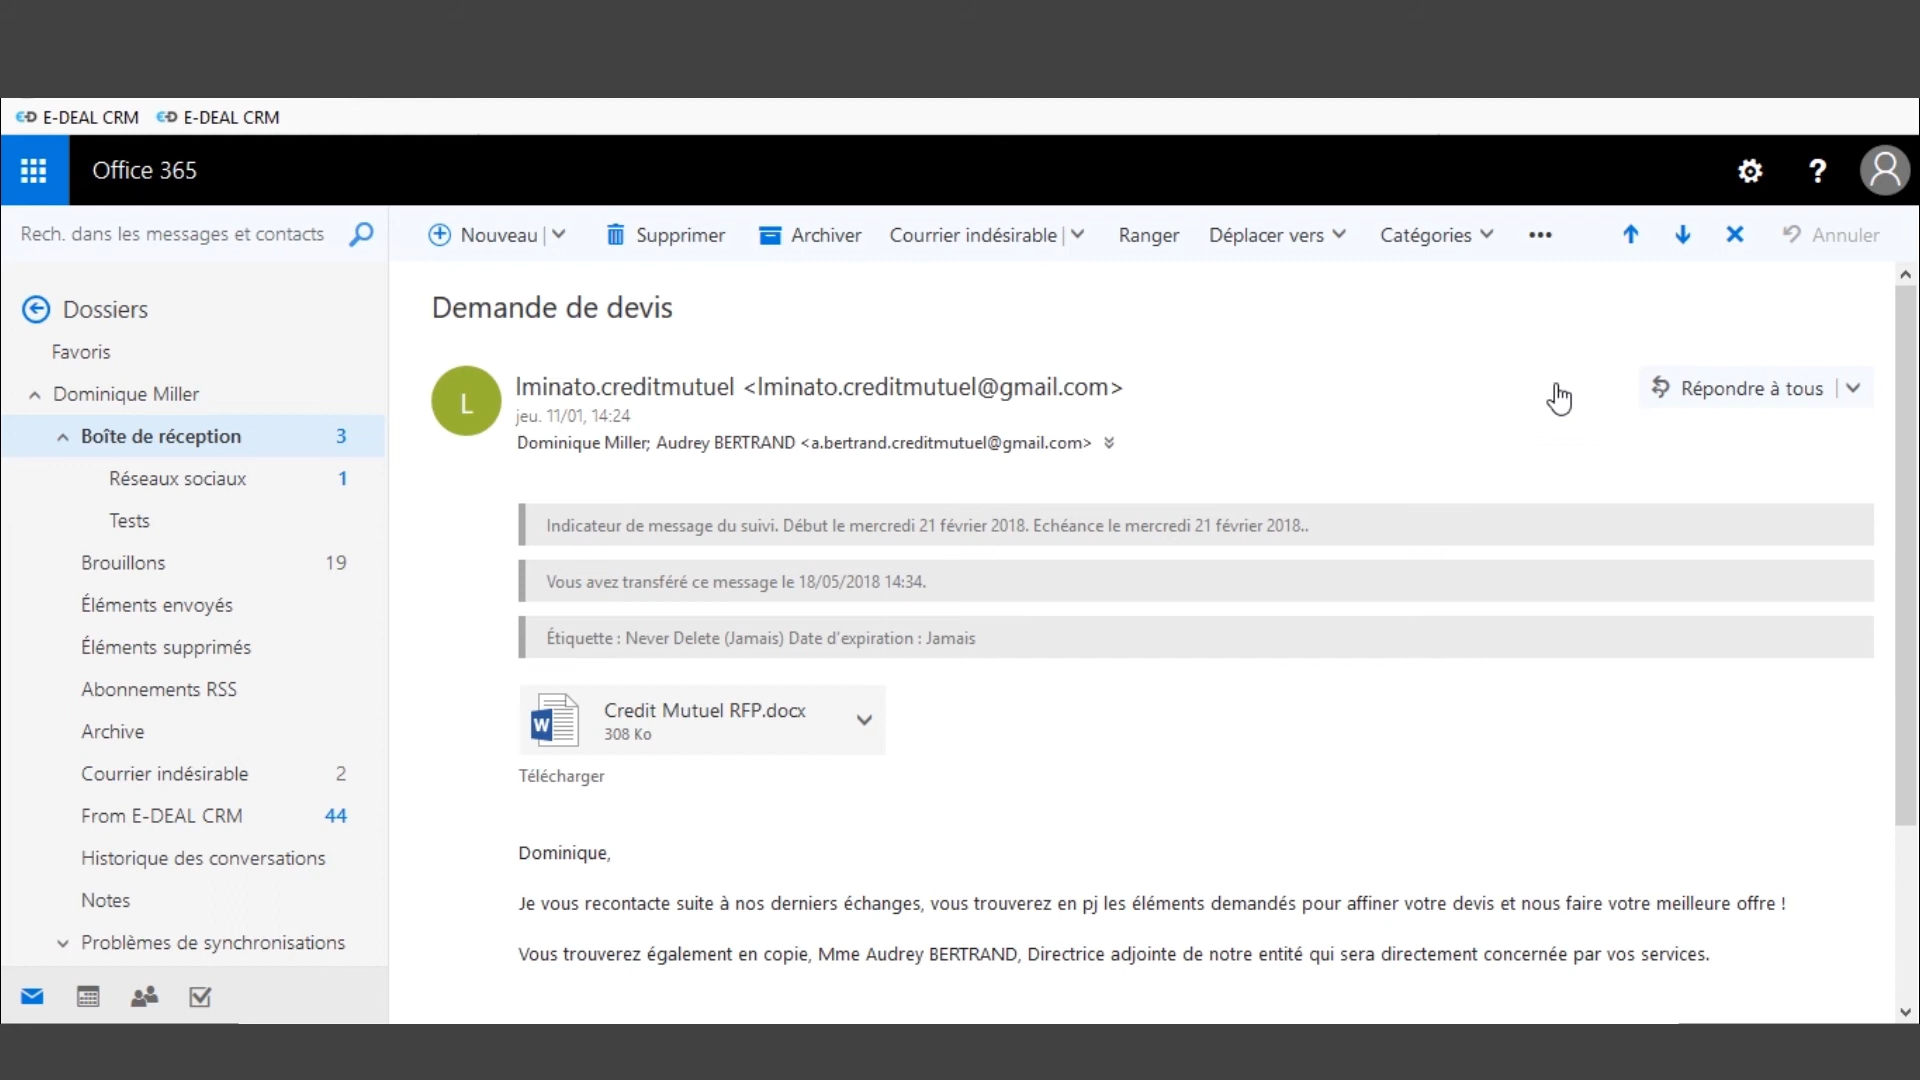 E-DEAL CRM E-DEAL CRM
Office 365
?
Rech. dans les messages et contacts
Nouveau Supprimer Archiver Courrier indésirable Ranger Déplacer vers Catégories ••• Annuler
Dossiers
Favoris
Dominique Miller
Boîte de réception 3
Réseaux sociaux 1
Tests
Brouillons 19
Éléments envoyés
Éléments supprimés
Abonnements RSS
Archive
Courrier indésirable 2
From E-DEAL CRM 44
Historique des conversations
Notes
Problèmes de synchronisations
Demande de devis
L
lminato.creditmutuel <lminato.creditmutuel@gmail.com>
jeu. 11/01, 14:24
Dominique Miller; Audrey BERTRAND <a.bertrand.creditmutuel@gmail.com>
Répondre à tous
Indicateur de message du suivi. Début le mercredi 21 février 2018. Echéance le mercredi 21 février 2018..
Vous avez transféré ce message le 18/05/2018 14:34.
Étiquette : Never Delete (Jamais) Date d'expiration : Jamais
W
Credit Mutuel RFP.docx
308 Ko
Télécharger
Dominique,
Je vous recontacte suite à nos derniers échanges, vous trouverez en pj les éléments demandés pour affiner votre devis et nous faire votre meilleure offre !
Vous trouverez également en copie, Mme Audrey BERTRAND, Directrice adjointe de notre entité qui sera directement concernée par vos services.